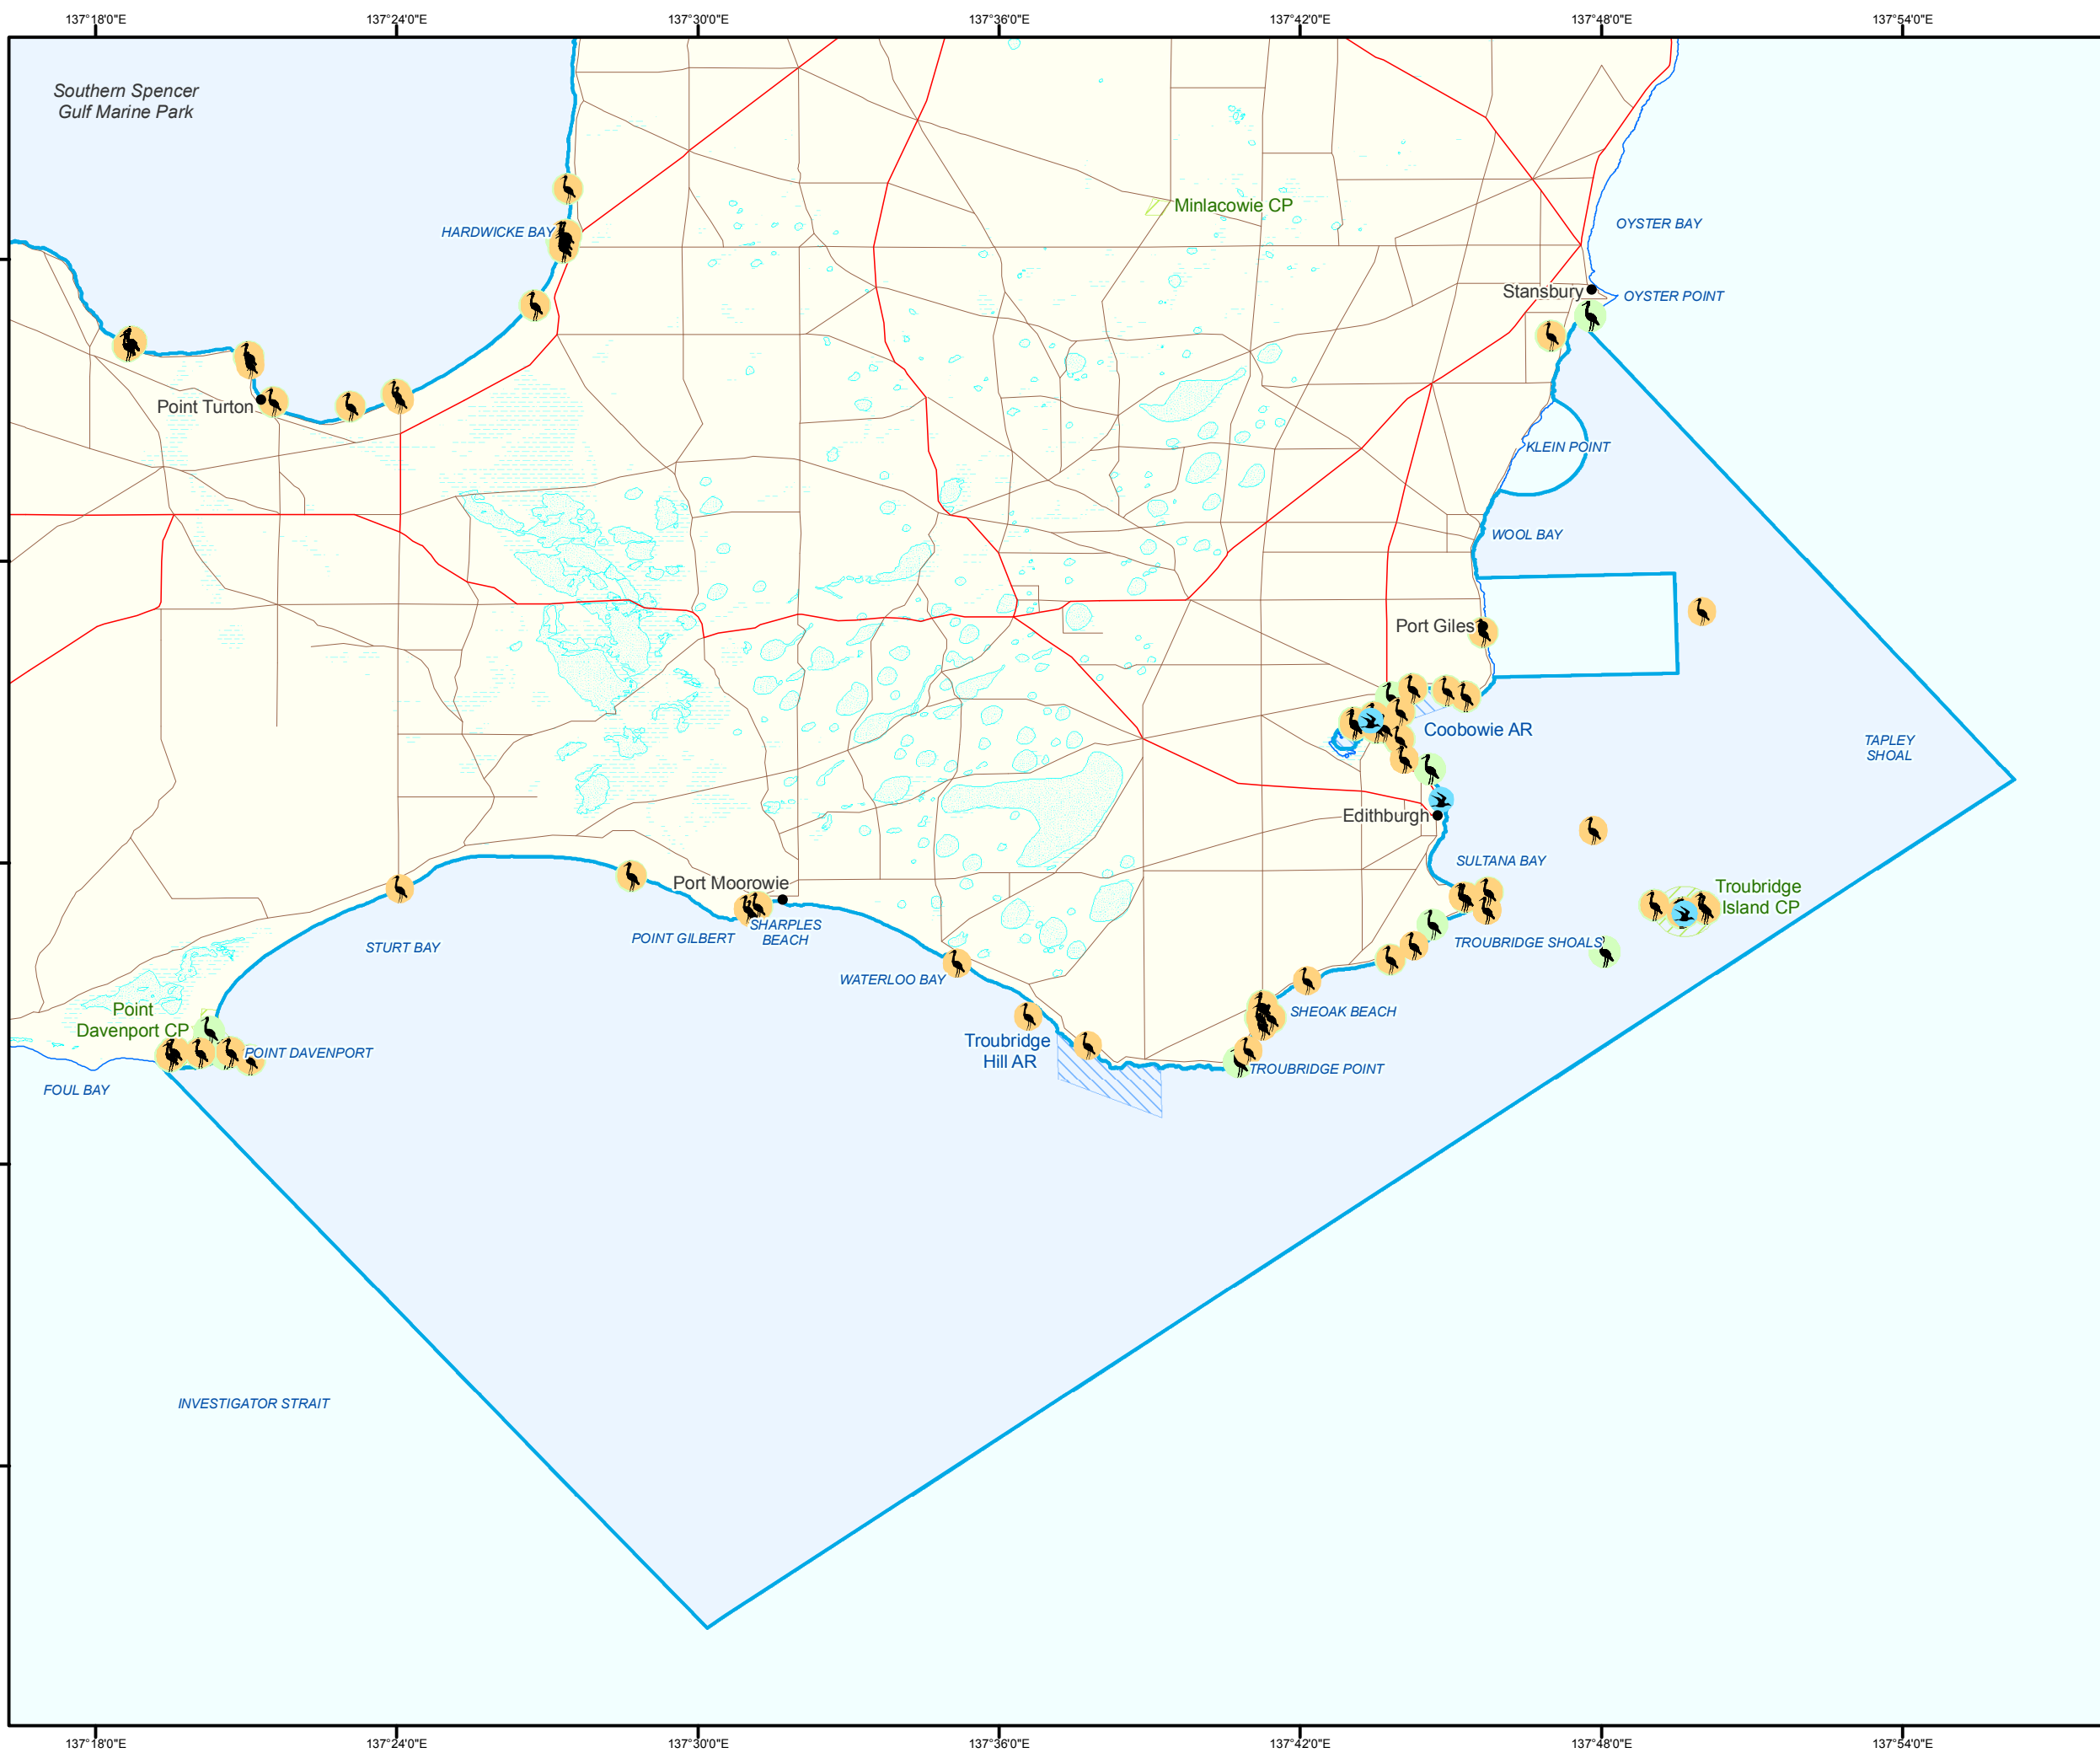 137°18'0"E
137°24'0"E
137°30'0"E
137°36'0"E
137°42'0"E
137°48'0"E
137°54'0"E
Southern Spencer
Gulf Marine Park
Minlacowie CP
OYSTER BAY
HARDWICKE BAY
Stansbury
OYSTER POINT
Point Turton
KLEIN POINT
WOOL BAY
Port Giles
Coobowie AR
TAPLEY
SHOAL
Edithburgh
SULTANA BAY
Port Moorowie
Troubridge
Island CP
SHARPLES
BEACH
POINT GILBERT
STURT BAY
TROUBRIDGE SHOALS
WATERLOO BAY
Point
Davenport CP
SHEOAK BEACH
Troubridge
Hill AR
POINT DAVENPORT
TROUBRIDGE POINT
FOUL BAY
INVESTIGATOR STRAIT
137°18'0"E
137°24'0"E
137°30'0"E
137°36'0"E
137°42'0"E
137°48'0"E
137°54'0"E